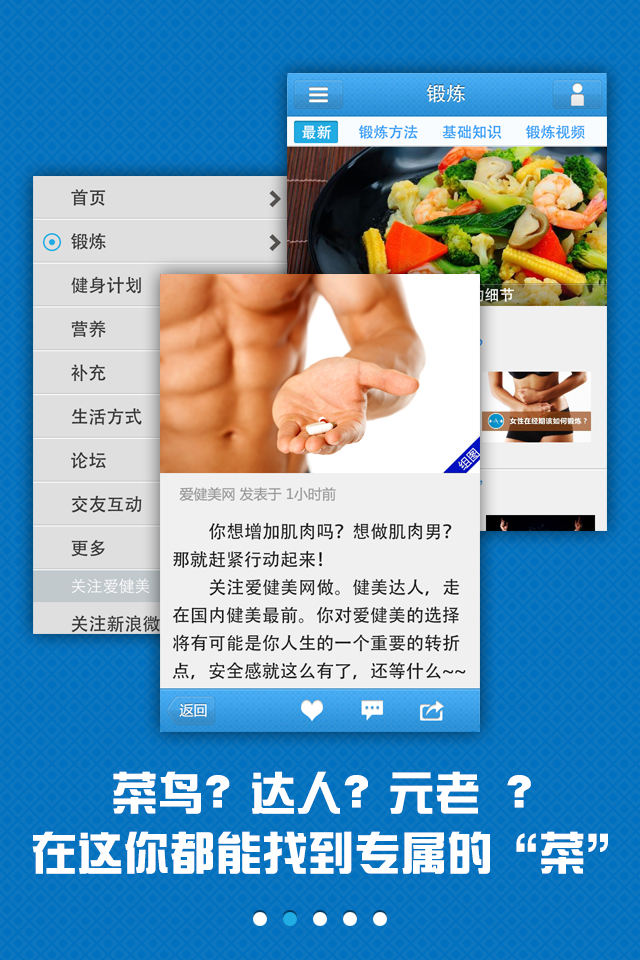 锻炼
最新 锻炼方法 基础知识 锻炼视频
的细节
女性在经期该如何锻炼?
首页
锻炼
健身计划
营养
补充
生活方式
论坛
交友互动
更多
关注爱健美
关注新浪微
组图
爱健美网 发表于 1小时前
你想增加肌肉吗?想做肌肉男?
那就赶紧行动起来!
关注爱健美网做。健美达人,走
在国内健美最前。你对爱健美的选择
将有可能是你人生的一个重要的转折
点,安全感就这么有了,还等什么~~
返回
菜鸟?达人?元老 ?
在这你都能找到专属的“菜”